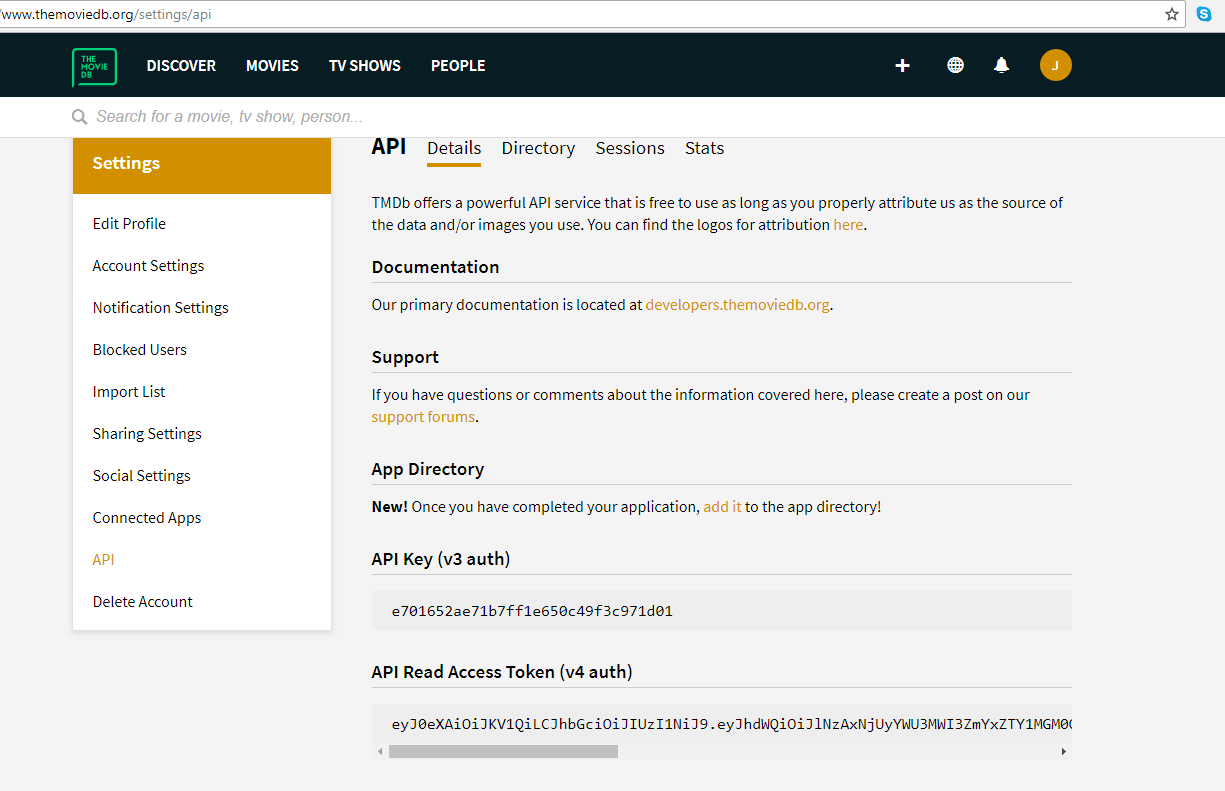 /www.themoviedb.org/settings/api
THE MOVIE DB
DISCOVER MOVIES TV SHOWS PEOPLE J
Search for a movie, tv show, person...
Settings
Edit Profile
Account Settings
Notification Settings
Blocked Users
Import List
Sharing Settings
Social Settings
Connected Apps
API
Delete Account
API Details Directory Sessions Stats
TMDb offers a powerful API service that is free to use as long as you properly attribute us as the source of
the data and/or images you use. You can find the logos for attribution here.
Documentation
Our primary documentation is located at developers.themoviedb.org.
Support
If you have questions or comments about the information covered here, please create a post on our
support forums.
App Directory
New! Once you have completed your application, add it to the app directory!
API Key (v3 auth)
e701652ae71b7ff1e650c49f3c971d01
API Read Access Token (v4 auth)
eyJ0eXAiOiJKV1QiLCJhbGciOiJIUzI1NiJ9.eyJhdWQiOiJlNzAxNjUyYWU3MWI3ZmYxZTY1MGM0